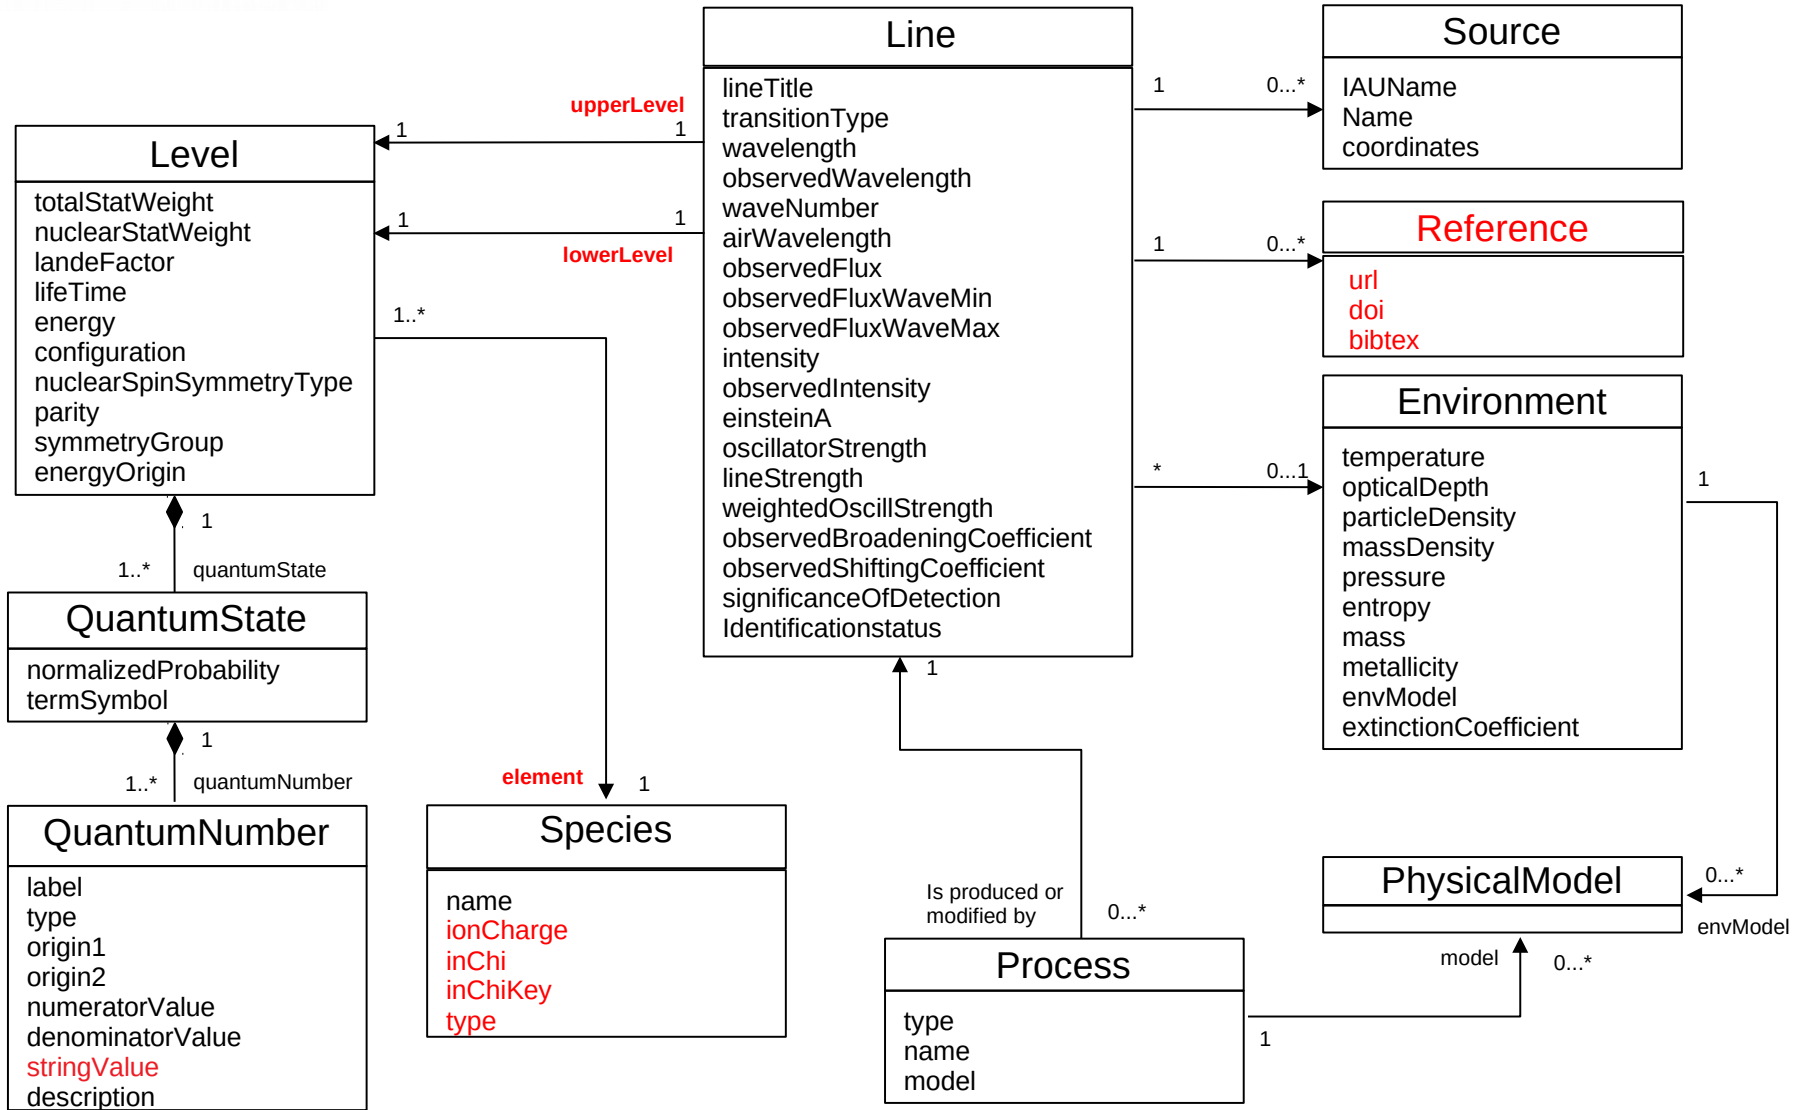 Line
lineTitle
transitionType
wavelength
observedWavelength
waveNumber
airWavelength
observedFlux
observedFluxWaveMin
observedFluxWaveMax
intensity
observedIntensity
einsteinA
oscillatorStrength
lineStrength
weightedOscillStrength
observedBroadeningCoefficient
observedShiftingCoefficient
significanceOfDetection
Identificationstatus
1
Source
IAUName
Name
coordinates
1
0...*
Reference
url
doi
bibtex
1
0...*
Environment
temperature
opticalDepth
particleDensity
massDensity
pressure
entropy
mass
metallicity
envModel
extinctionCoefficient
*
0...1
1
upperLevel
1
1
lowerLevel
1
1
Level
totalStatWeight
nuclearStatWeight
landeFactor
lifeTime
energy
configuration
nuclearSpinSymmetryType
parity
symmetryGroup
energyOrigin
1..*
1
1..*
quantumState
QuantumState
normalizedProbability
termSymbol
1
1..*
quantumNumber
QuantumNumber
label
type
origin1
origin2
numeratorValue
denominatorValue
stringValue
description
element
1
Species
name
ionCharge
inChi
inChiKey
type
Is produced or
modified by
0...*
Process
type
name
model
1
PhysicalModel
0...*
envModel
model
0...*